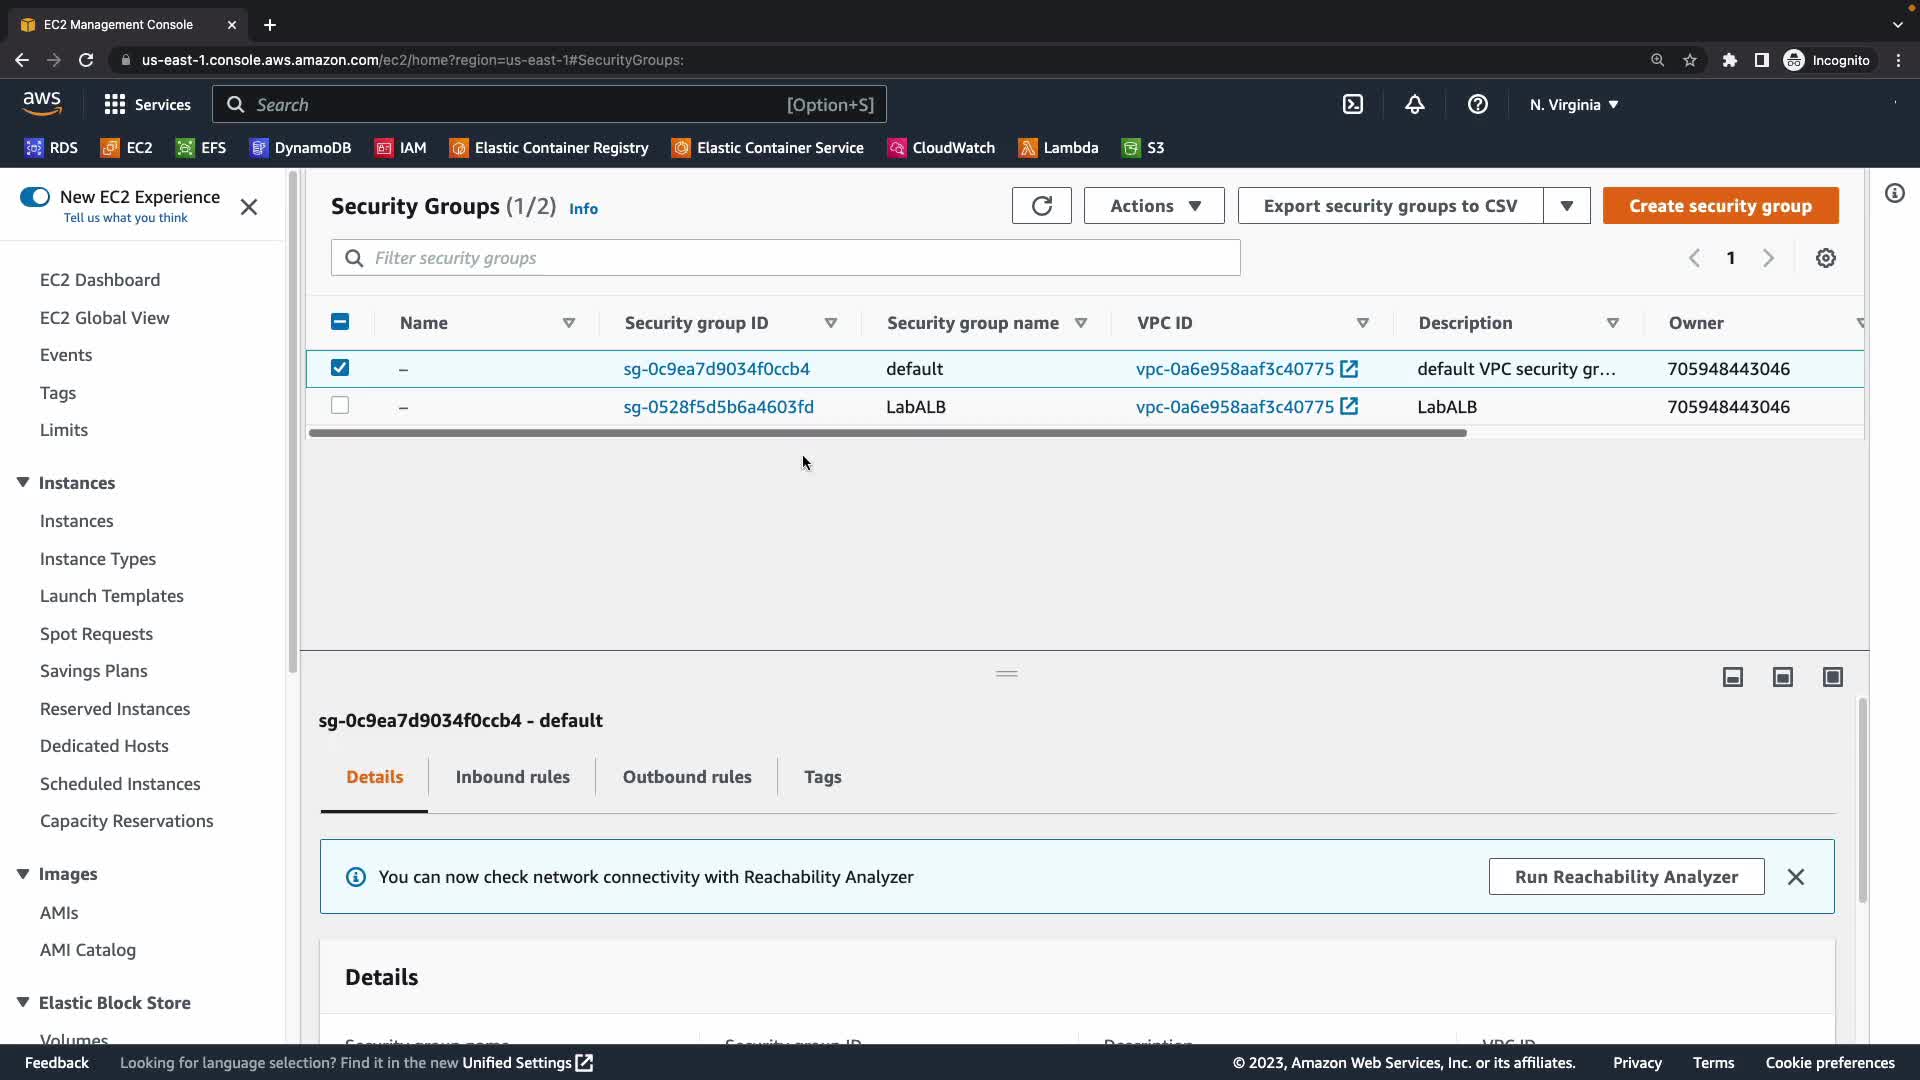 EC2 Management Console
us-east-1.console.aws.amazon.com/ec2/home?region=us-east-1#SecurityGroups:
Incognito
aws
Services
Search
[Option+S]
N. Virginia
RDS
EC2
EFS
DynamoDB
IAM
Elastic Container Registry
Elastic Container Service
CloudWatch
Lambda
S3
New EC2 Experience
Tell us what you think
EC2 Dashboard
EC2 Global View
Events
Tags
Limits
Instances
Instances
Instance Types
Launch Templates
Spot Requests
Savings Plans
Reserved Instances
Dedicated Hosts
Scheduled Instances
Capacity Reservations
Images
AMIs
AMI Catalog
Elastic Block Store
Volumes
Security Groups (1/2) Info
Actions
Export security groups to CSV
Create security group
Filter security groups
1
Name Security group ID Security group name VPC ID Description Owner
– sg-0c9ea7d9034f0ccb4 default vpc-0a6e958aaf3c40775 default VPC security gr... 705948443046
– sg-0528f5d5b6a4603fd LabALB vpc-0a6e958aaf3c40775 LabALB 705948443046
sg-0c9ea7d9034f0ccb4 - default
Details
Inbound rules
Outbound rules
Tags
You can now check network connectivity with Reachability Analyzer
Run Reachability Analyzer
Details
Security group name Security group ID Description VPC ID
Feedback
Looking for language selection? Find it in the new Unified Settings
© 2023, Amazon Web Services, Inc. or its affiliates.
Privacy
Terms
Cookie preferences